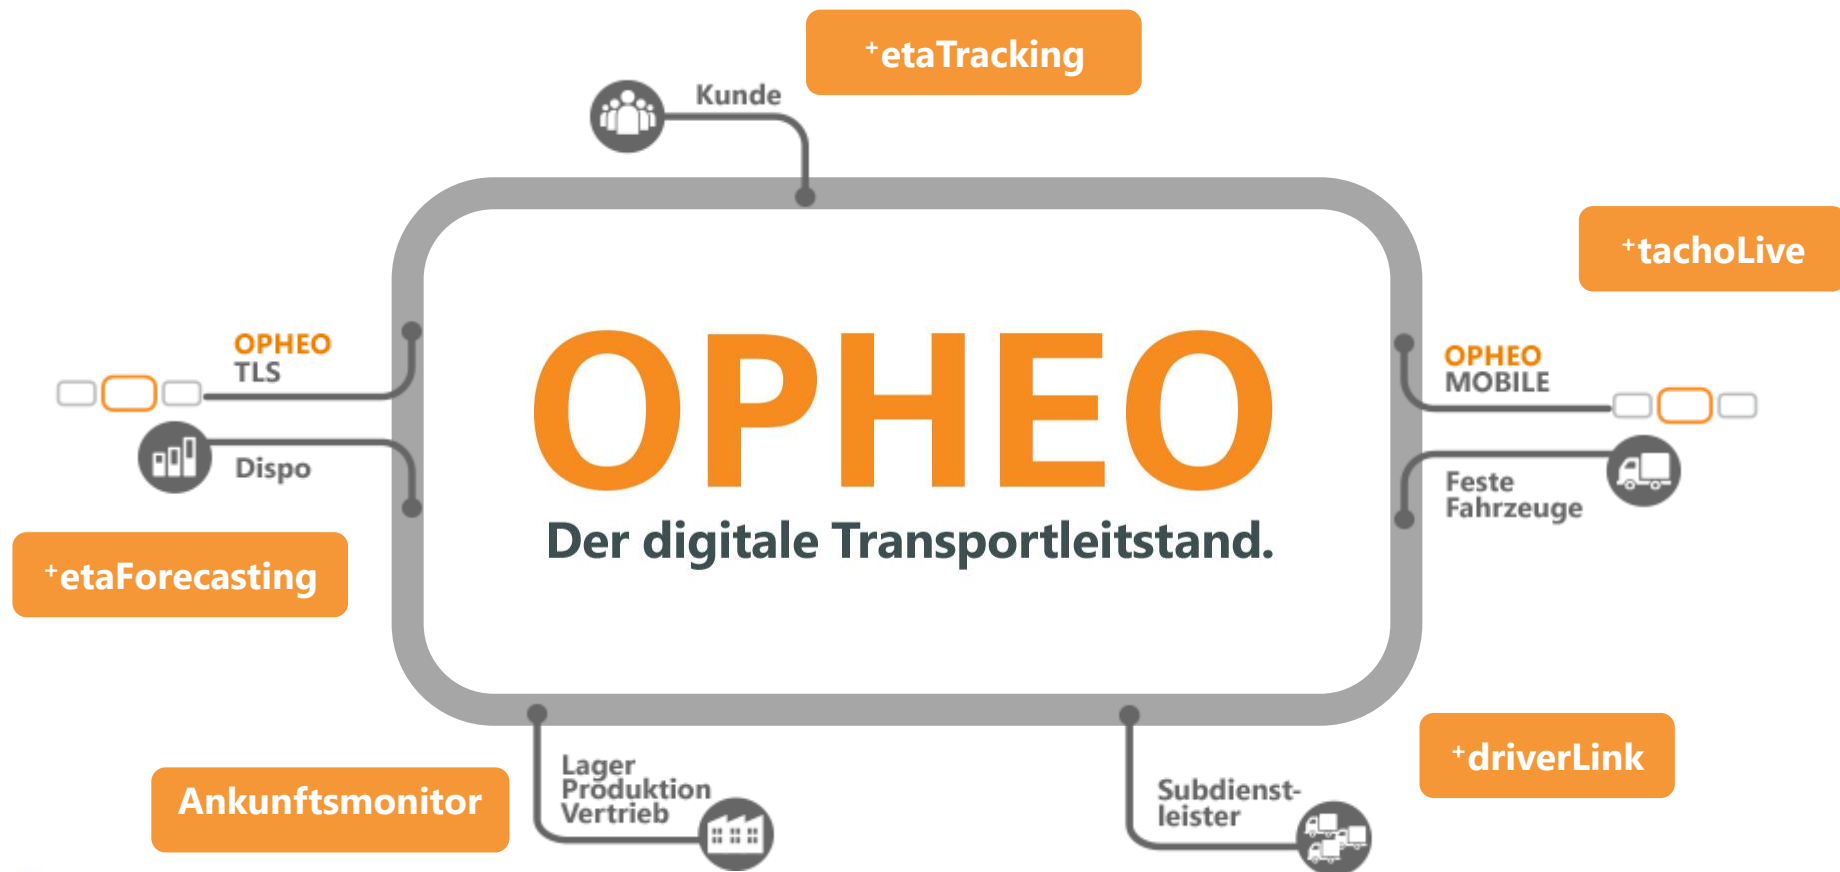 ⁺etaTracking
Kunde
⁺tachoLive
OPHEO
TLS
Dispo
⁺etaForecasting
OPHEO
Der digitale Transportleitstand.
OPHEO
MOBILE
Feste
Fahrzeuge
Ankunftsmonitor
Lager
Produktion
Vertrieb
Subdienst-
leister
⁺driverLink